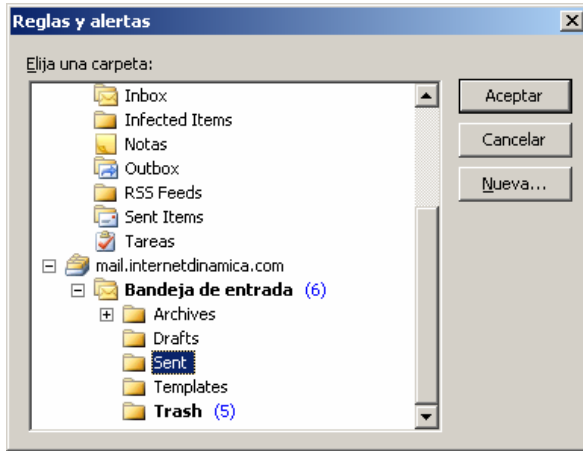 Reglas y alertas
Elija una carpeta:
Inbox
Infected Items
Notas
Outbox
RSS Feeds
Sent Items
Tareas
mail.internetdinamica.com
Bandeja de entrada (6)
Archives
Drafts
Sent
Templates
Trash (5)
Aceptar
Cancelar
Nueva...